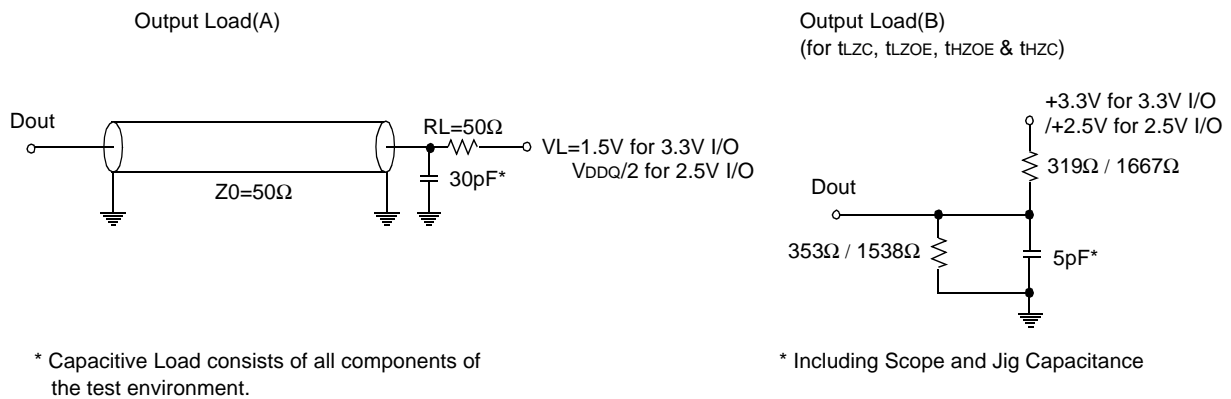 Output Load(A)
Dout
Z0=50Ω
RL=50Ω
30pF*
VL=1.5V for 3.3V I/O
VDDQ/2 for 2.5V I/O
* Capacitive Load consists of all components of
the test environment.
Output Load(B)
(for tLZC, tLZOE, tHZOE & tHZC)
+3.3V for 3.3V I/O
/+2.5V for 2.5V I/O
319Ω / 1667Ω
Dout
353Ω / 1538Ω
5pF*
* Including Scope and Jig Capacitance